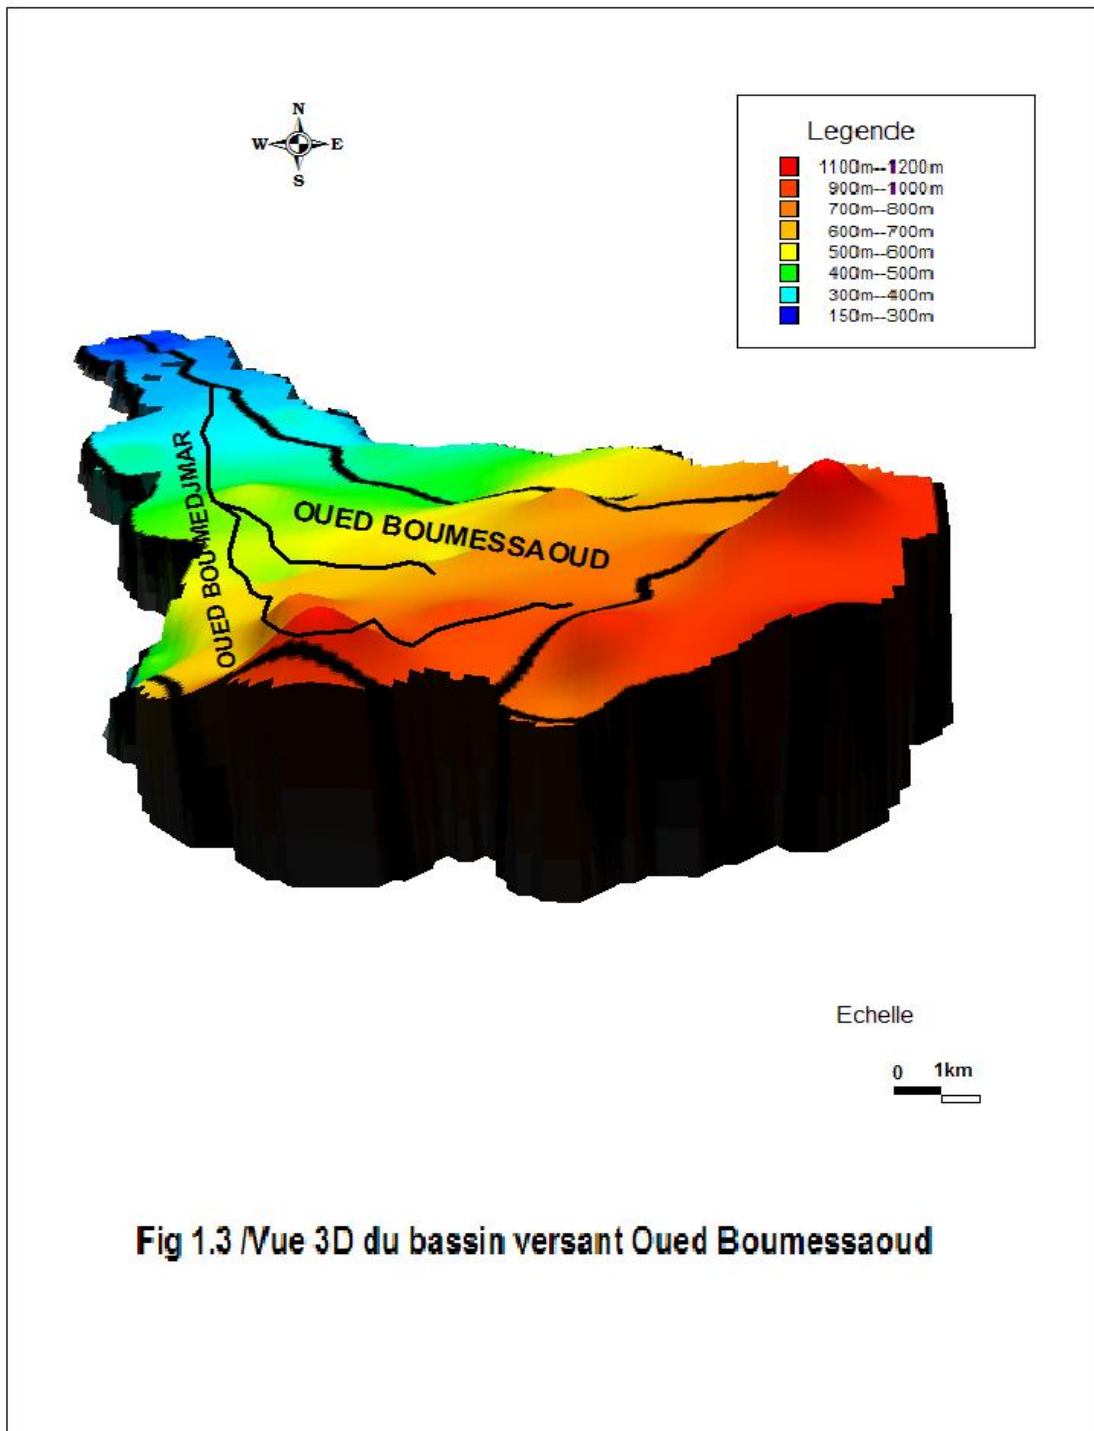 N
W E
S
Legende
1100m--1200m
900m--1000m
700m--800m
600m--700m
500m--600m
400m--500m
300m--400m
150m--300m
OUED BOUMEDJMAR
OUED BOUMESSAOUD
Echelle
0 1km
Fig 1.3 /Vue 3D du bassin versant Oued Boumessaoud